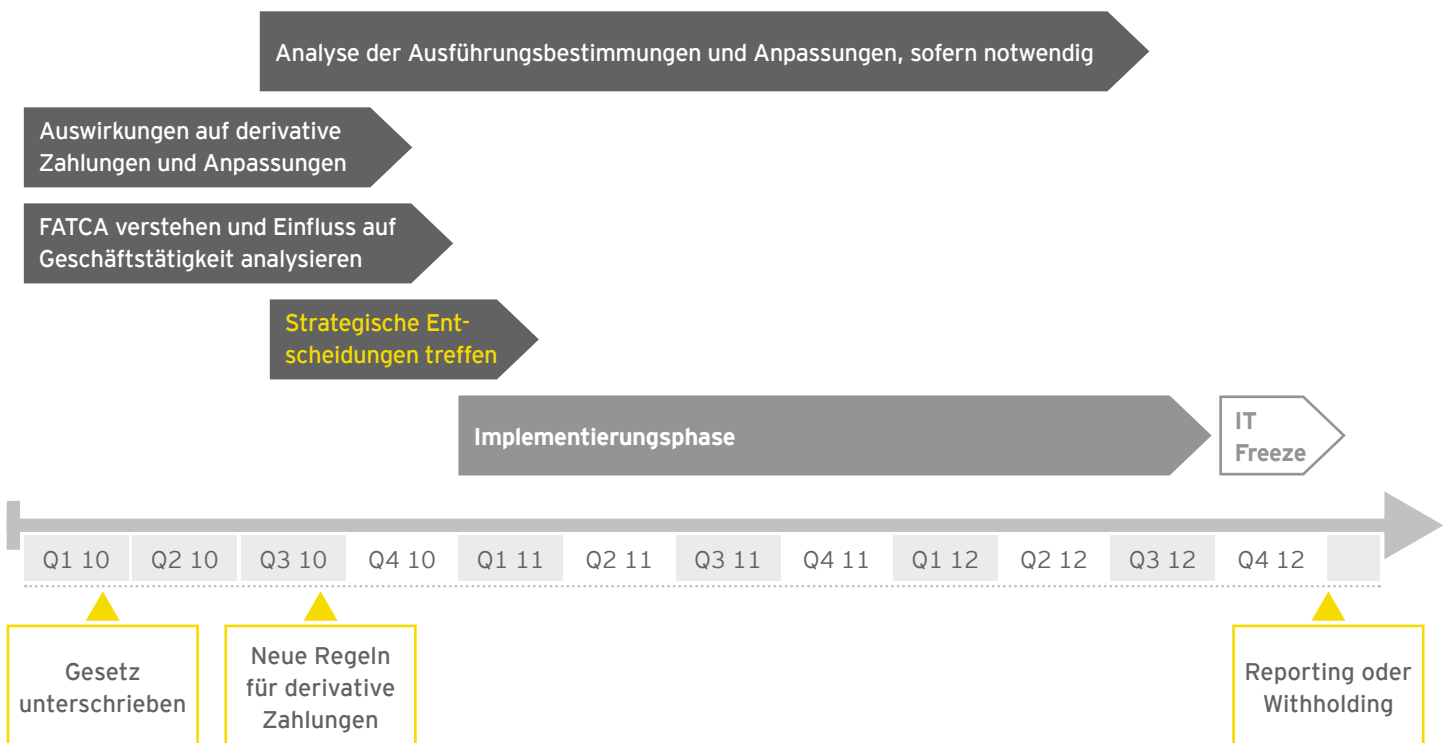 Analyse der Ausführungsbestimmungen und Anpassungen, sofern notwendig
Auswirkungen auf derivative
Zahlungen und Anpassungen
FATCA verstehen und Einfluss auf
Geschäftstätigkeit analysieren
Strategische Ent-
scheidungen treffen
Implementierungsphase
IT
Freeze
Q1 10 Q2 10 Q3 10 Q4 10 Q1 11 Q2 11 Q3 11 Q4 11 Q1 12 Q2 12 Q3 12 Q4 12
Gesetz
unterschrieben
Neue Regeln
für derivative
Zahlungen
Reporting oder
Withholding